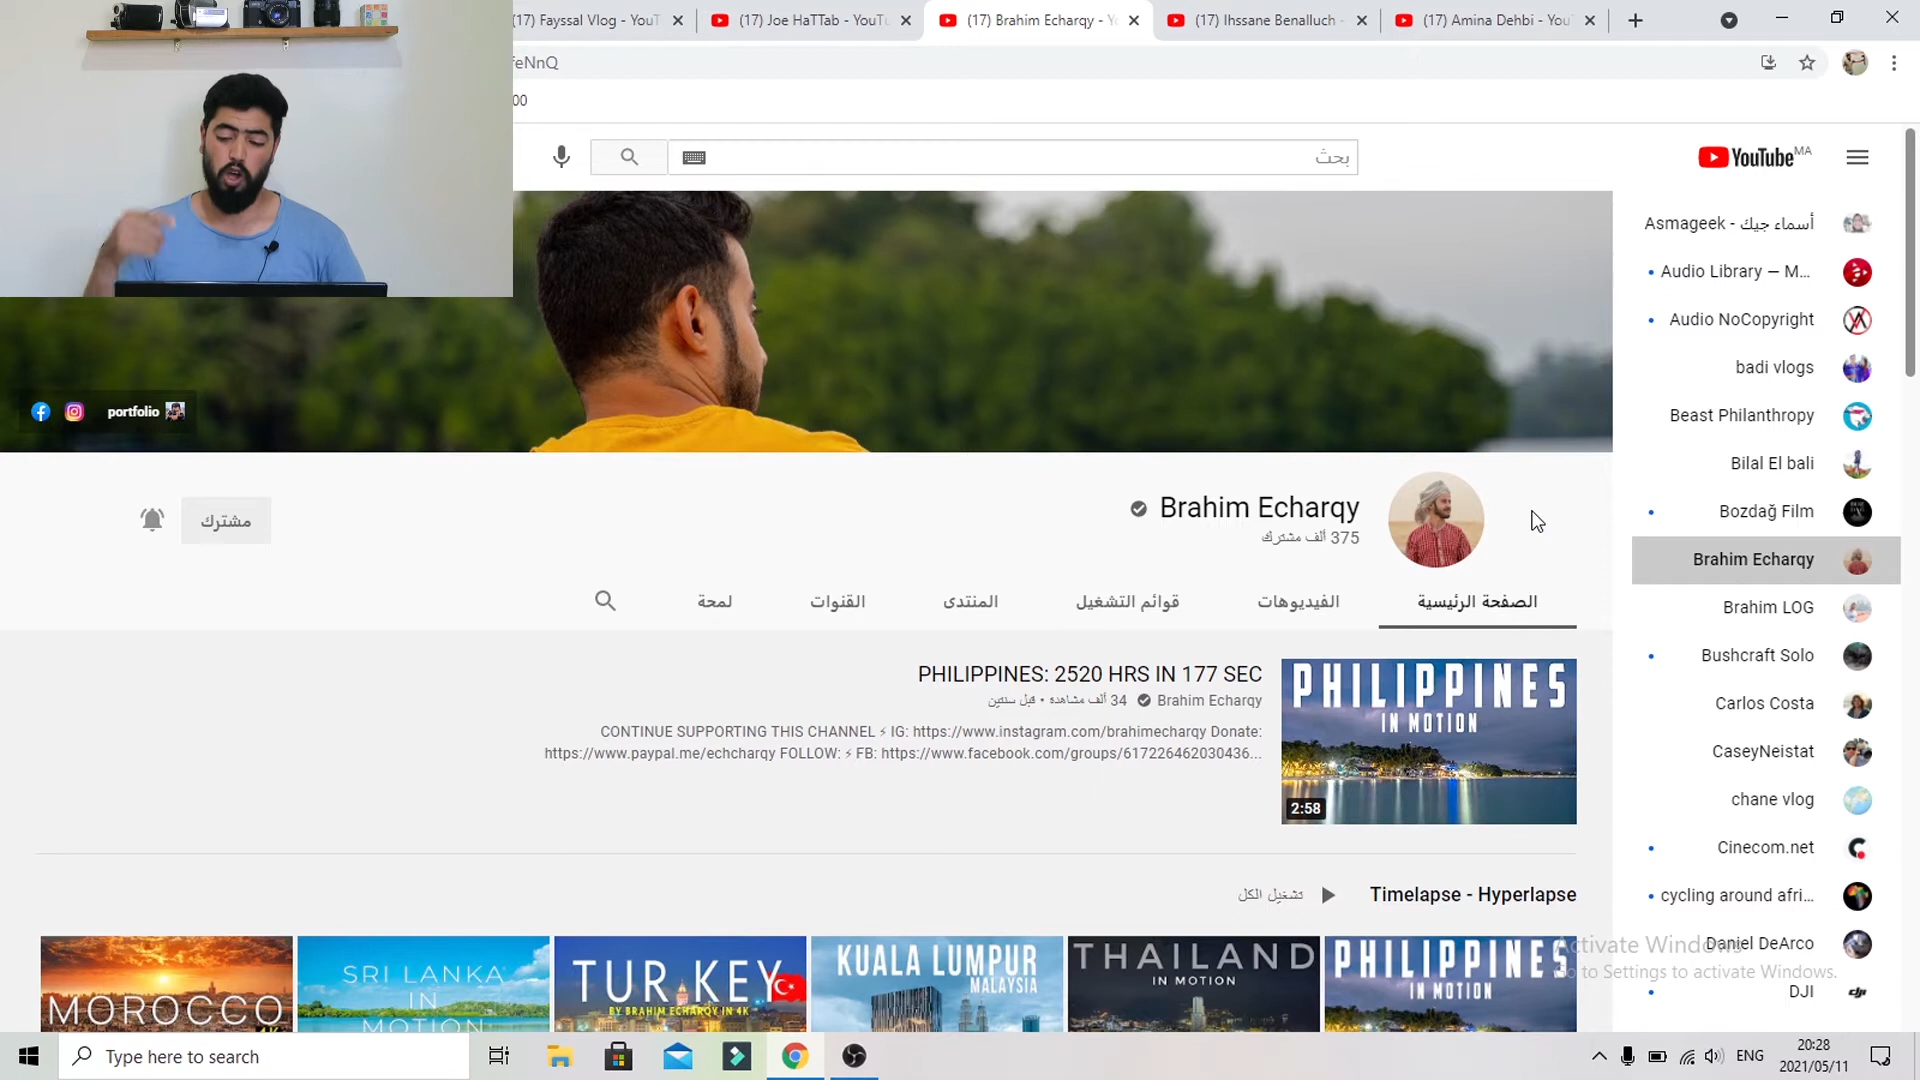 (17) Fayssal Vlog - YouT
(17) Joe HaTTab - YouTu
(17) Brahim Echarqy - Yo
(17) Ihssane Benalluch -
(17) Amina Dehbi - YouT
feNnQ
00
بحث
YouTube MA
portfolio
Asmageek - أسماء جيك
Audio Library — M...
Audio NoCopyright
badi vlogs
Beast Philanthropy
Bilal El bali
Bozdağ Film
Brahim Echarqy
Brahim LOG
Bushcraft Solo
Carlos Costa
CaseyNeistat
chane vlog
Cinecom.net
cycling around afri...
Daniel DeArco
DJI
Brahim Echarqy
375 ألف مشترك
مشترك
الصفحة الرئيسية
الفيديوهات
قوائم التشغيل
المنتدى
القنوات
لمحة
PHILIPPINES: 2520 HRS IN 177 SEC
Brahim Echarqy 34 ألف مشاهدة • قبل سنتين
CONTINUE SUPPORTING THIS CHANNEL ⚡ IG: https://www.instagram.com/brahimecharqy Donate:
https://www.paypal.me/echcharqy FOLLOW: ⚡ FB: https://www.facebook.com/groups/617226462030436...
PHILIPPINES
IN MOTION
2:58
Timelapse - Hyperlapse
تشغيل الكل
MOROCCO
4K
SRI LANKA
IN
MOTION
TURKEY
BY BRAHIM ECHARQY IN 4K
KUALA LUMPUR
MALAYSIA
THAILAND
IN MOTION
PHILIPPINES
IN MOTION
Activate Windows
Go to Settings to activate Windows.
Type here to search
ENG
20:28
2021/05/11